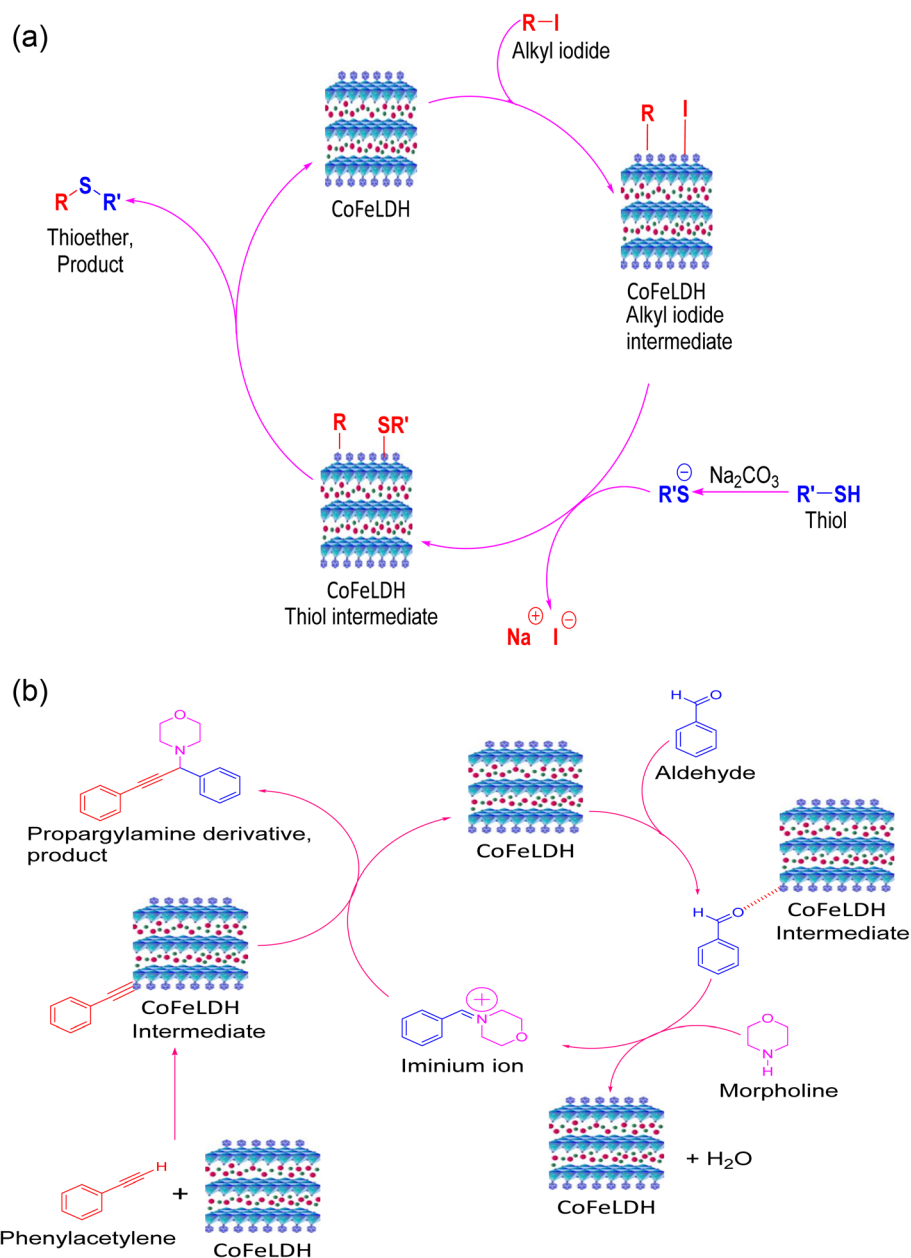 (a)
R–I
Alkyl iodide
CoFeLDH
R I
CoFeLDH
Alkyl iodide
intermediate
R S R'
Thioether,
Product
R SR'
CoFeLDH
Thiol intermediate
R'S⊖
Na₂CO₃
R'–SH
Thiol
Na⊕ I⊖
(b)
H O
Aldehyde
O
N
Propargylamine derivative,
product
CoFeLDH
H O
CoFeLDH
Intermediate
CoFeLDH
Intermediate
⊕
N
O
Iminium ion
O
N
H
Morpholine
CoFeLDH
+ H₂O
H
Phenylacetylene
+
CoFeLDH